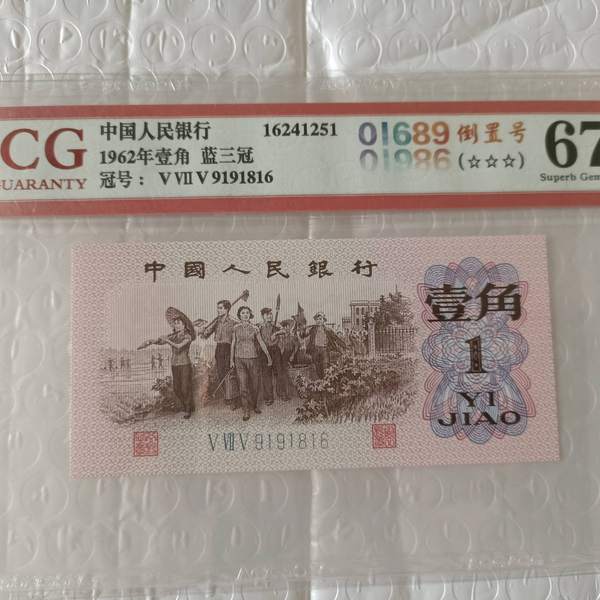 CG
GUARANTY
中国人民银行 16241251
1962年壹角 蓝三冠
冠号： V VII V 9191816
01689
01986
倒置号
(☆☆☆)
67
Superb Gem
中國人民銀行
壹角
1
YI
JIAO
V VII V 9191816